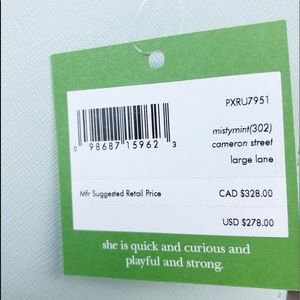 PXRU7951
mistymint(302)
cameron street
large lane
0 98687 15962 3
Mfr Suggested Retail Price CAD $328.00
USD $278.00
she is quick and curious and
playful and strong.